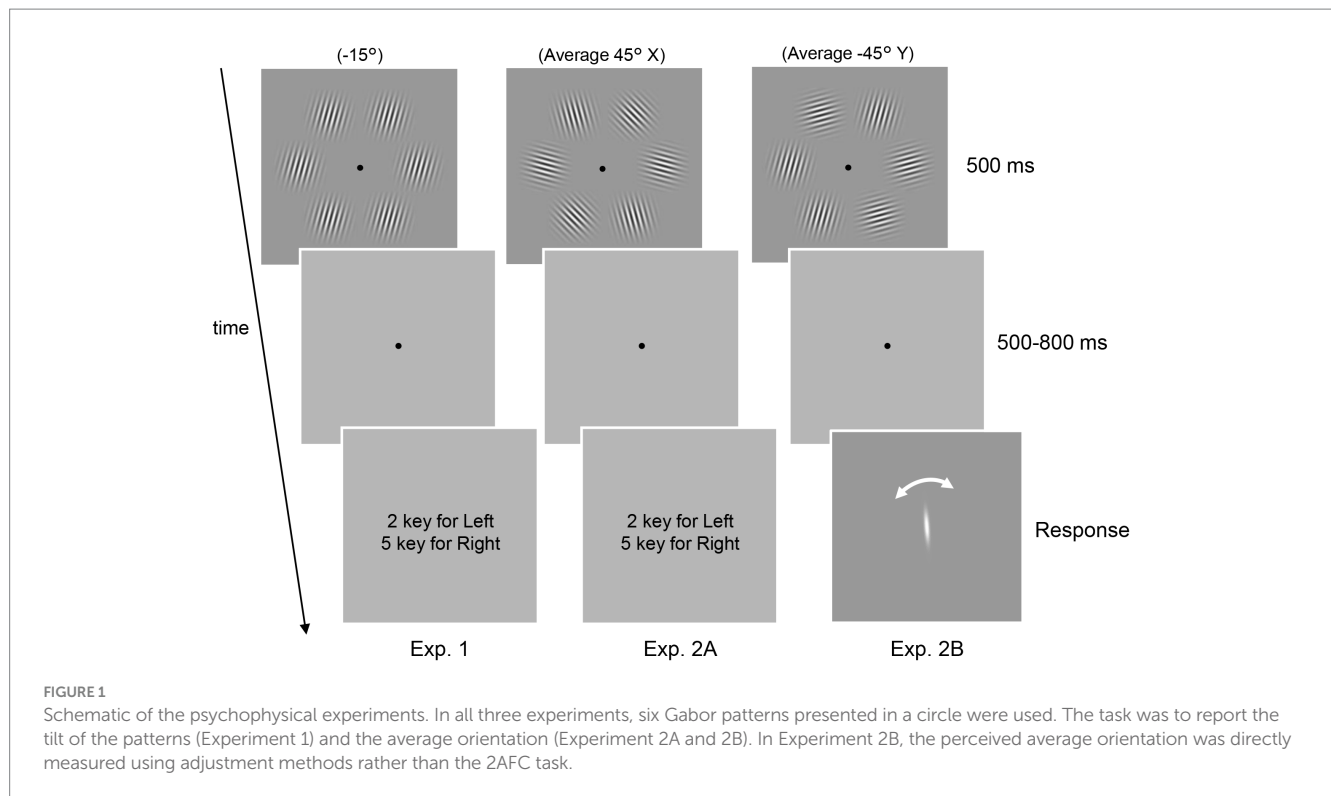 (-15°)
(Average 45° X)
(Average -45° Y)
500 ms
time
500-800 ms
2 key for Left
5 key for Right
2 key for Left
5 key for Right
Response
Exp. 1
Exp. 2A
Exp. 2B
FIGURE 1
Schematic of the psychophysical experiments. In all three experiments, six Gabor patterns presented in a circle were used. The task was to report the
tilt of the patterns (Experiment 1) and the average orientation (Experiment 2A and 2B). In Experiment 2B, the perceived average orientation was directly
measured using adjustment methods rather than the 2AFC task.